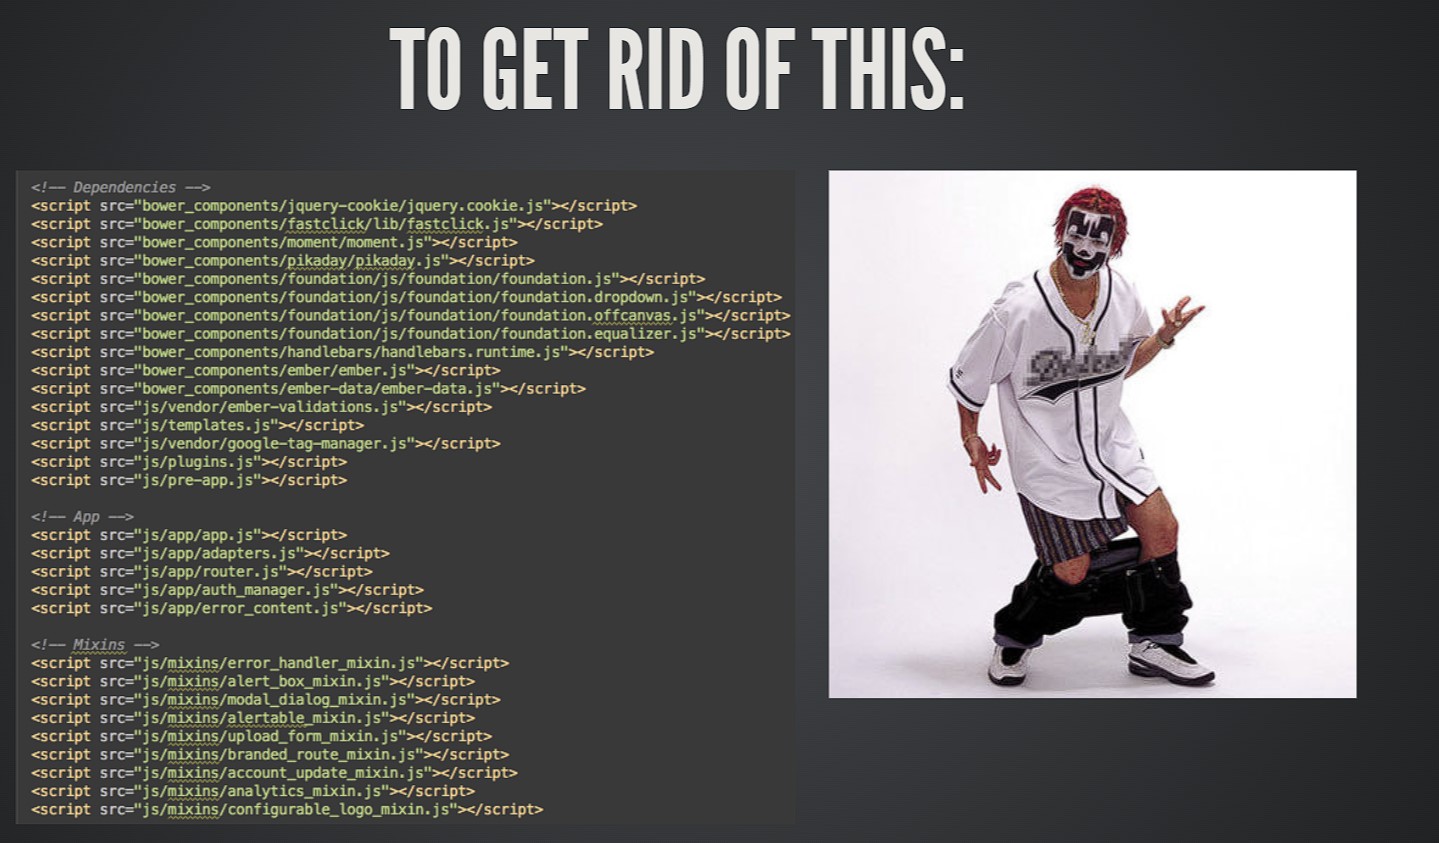 TO GET RID OF THIS:
<!-- Dependencies -->
<script src="bower_components/jquery-cookie/jquery.cookie.js"></script>
<script src="bower_components/fastclick/lib/fastclick.js"></script>
<script src="bower_components/moment/moment.js"></script>
<script src="bower_components/pikaday/pikaday.js"></script>
<script src="bower_components/foundation/js/foundation/foundation.js"></script>
<script src="bower_components/foundation/js/foundation/foundation.dropdown.js"></script>
<script src="bower_components/foundation/js/foundation/foundation.offcanvas.js"></script>
<script src="bower_components/foundation/js/foundation/foundation.equalizer.js"></script>
<script src="bower_components/handlebars/handlebars.runtime.js"></script>
<script src="bower_components/ember/ember.js"></script>
<script src="bower_components/ember-data/ember-data.js"></script>
<script src="js/vendor/ember-validations.js"></script>
<script src="js/templates.js"></script>
<script src="js/vendor/google-tag-manager.js"></script>
<script src="js/plugins.js"></script>
<script src="js/pre-app.js"></script>
<!-- App -->
<script src="js/app/app.js"></script>
<script src="js/app/adapters.js"></script>
<script src="js/app/router.js"></script>
<script src="js/app/auth_manager.js"></script>
<script src="js/app/error_content.js"></script>
<!-- Mixins -->
<script src="js/mixins/error_handler_mixin.js"></script>
<script src="js/mixins/alert_box_mixin.js"></script>
<script src="js/mixins/modal_dialog_mixin.js"></script>
<script src="js/mixins/alertable_mixin.js"></script>
<script src="js/mixins/upload_form_mixin.js"></script>
<script src="js/mixins/branded_route_mixin.js"></script>
<script src="js/mixins/account_update_mixin.js"></script>
<script src="js/mixins/analytics_mixin.js"></script>
<script src="js/mixins/configurable_logo_mixin.js"></script>